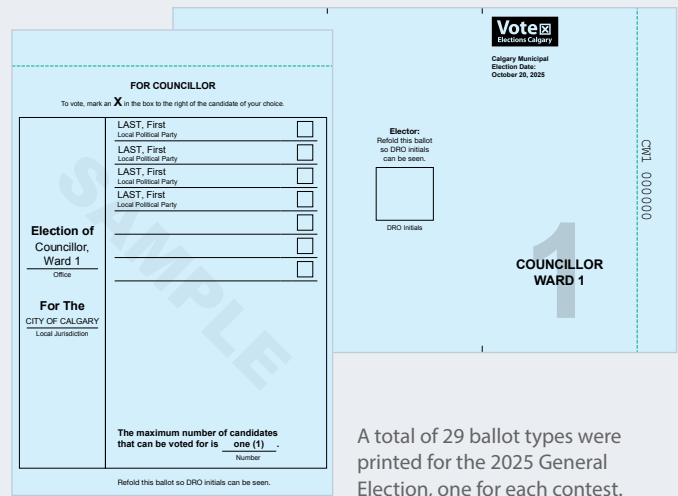 FOR COUNCILLOR
To vote, mark an X in the box to the right of the candidate of your choice.
LAST, First
Local Political Party
LAST, First
Local Political Party
LAST, First
Local Political Party
LAST, First
Local Political Party
Election of
Councillor,
Ward 1
Office
For The
CITY OF CALGARY
Local Jurisdiction
SAMPLE
The maximum number of candidates
that can be voted for is one (1) .
Number
Refold this ballot so DRO initials can be seen.
Vote
Elections Calgary
Calgary Municipal
Election Date:
October 20, 2025
Elector:
Refold this ballot
so DRO initials
can be seen.
DRO Initials
1
COUNCILLOR
WARD 1
CW1 000000
A total of 29 ballot types were
printed for the 2025 General
Election, one for each contest.